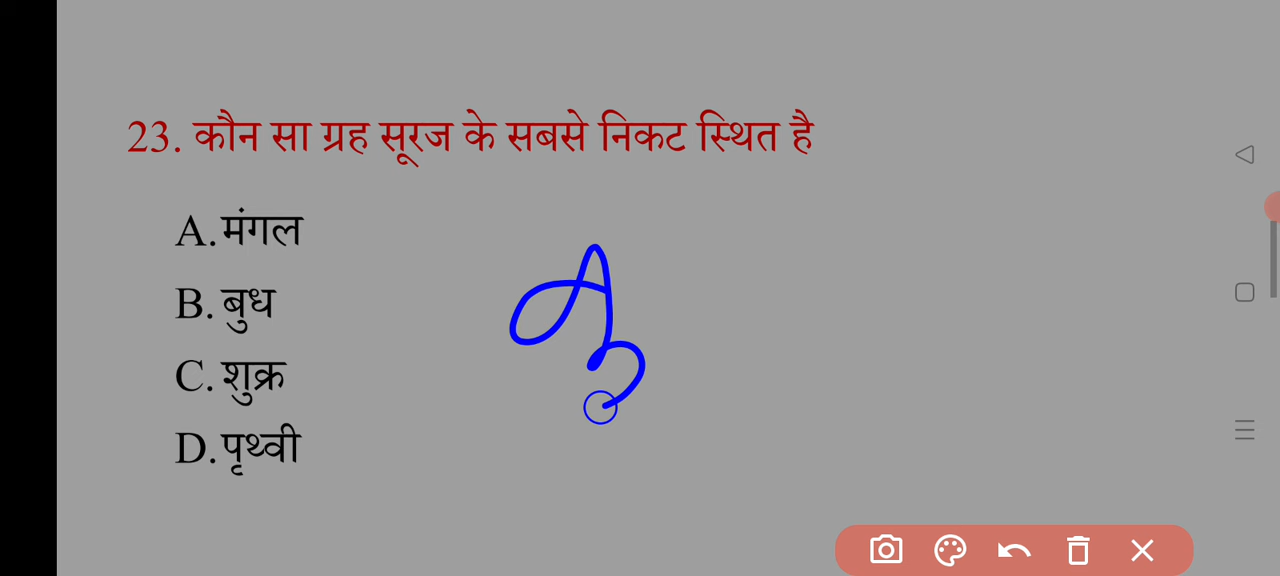 23. कौन सा ग्रह सूरज के सबसे निकट स्थित है
A. मंगल
B. बुध
C. शुक्र
D. पृथ्वी